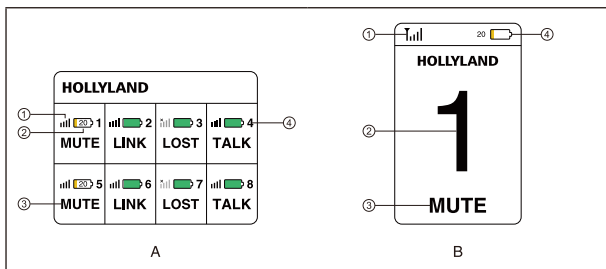 HOLLYLAND
① 20 1 2 3 4 ④
②
MUTE LINK LOST TALK
20 5 6 7 8
③ MUTE LINK LOST TALK
A
① 20 ④
HOLLYLAND
② 1
③ MUTE
B